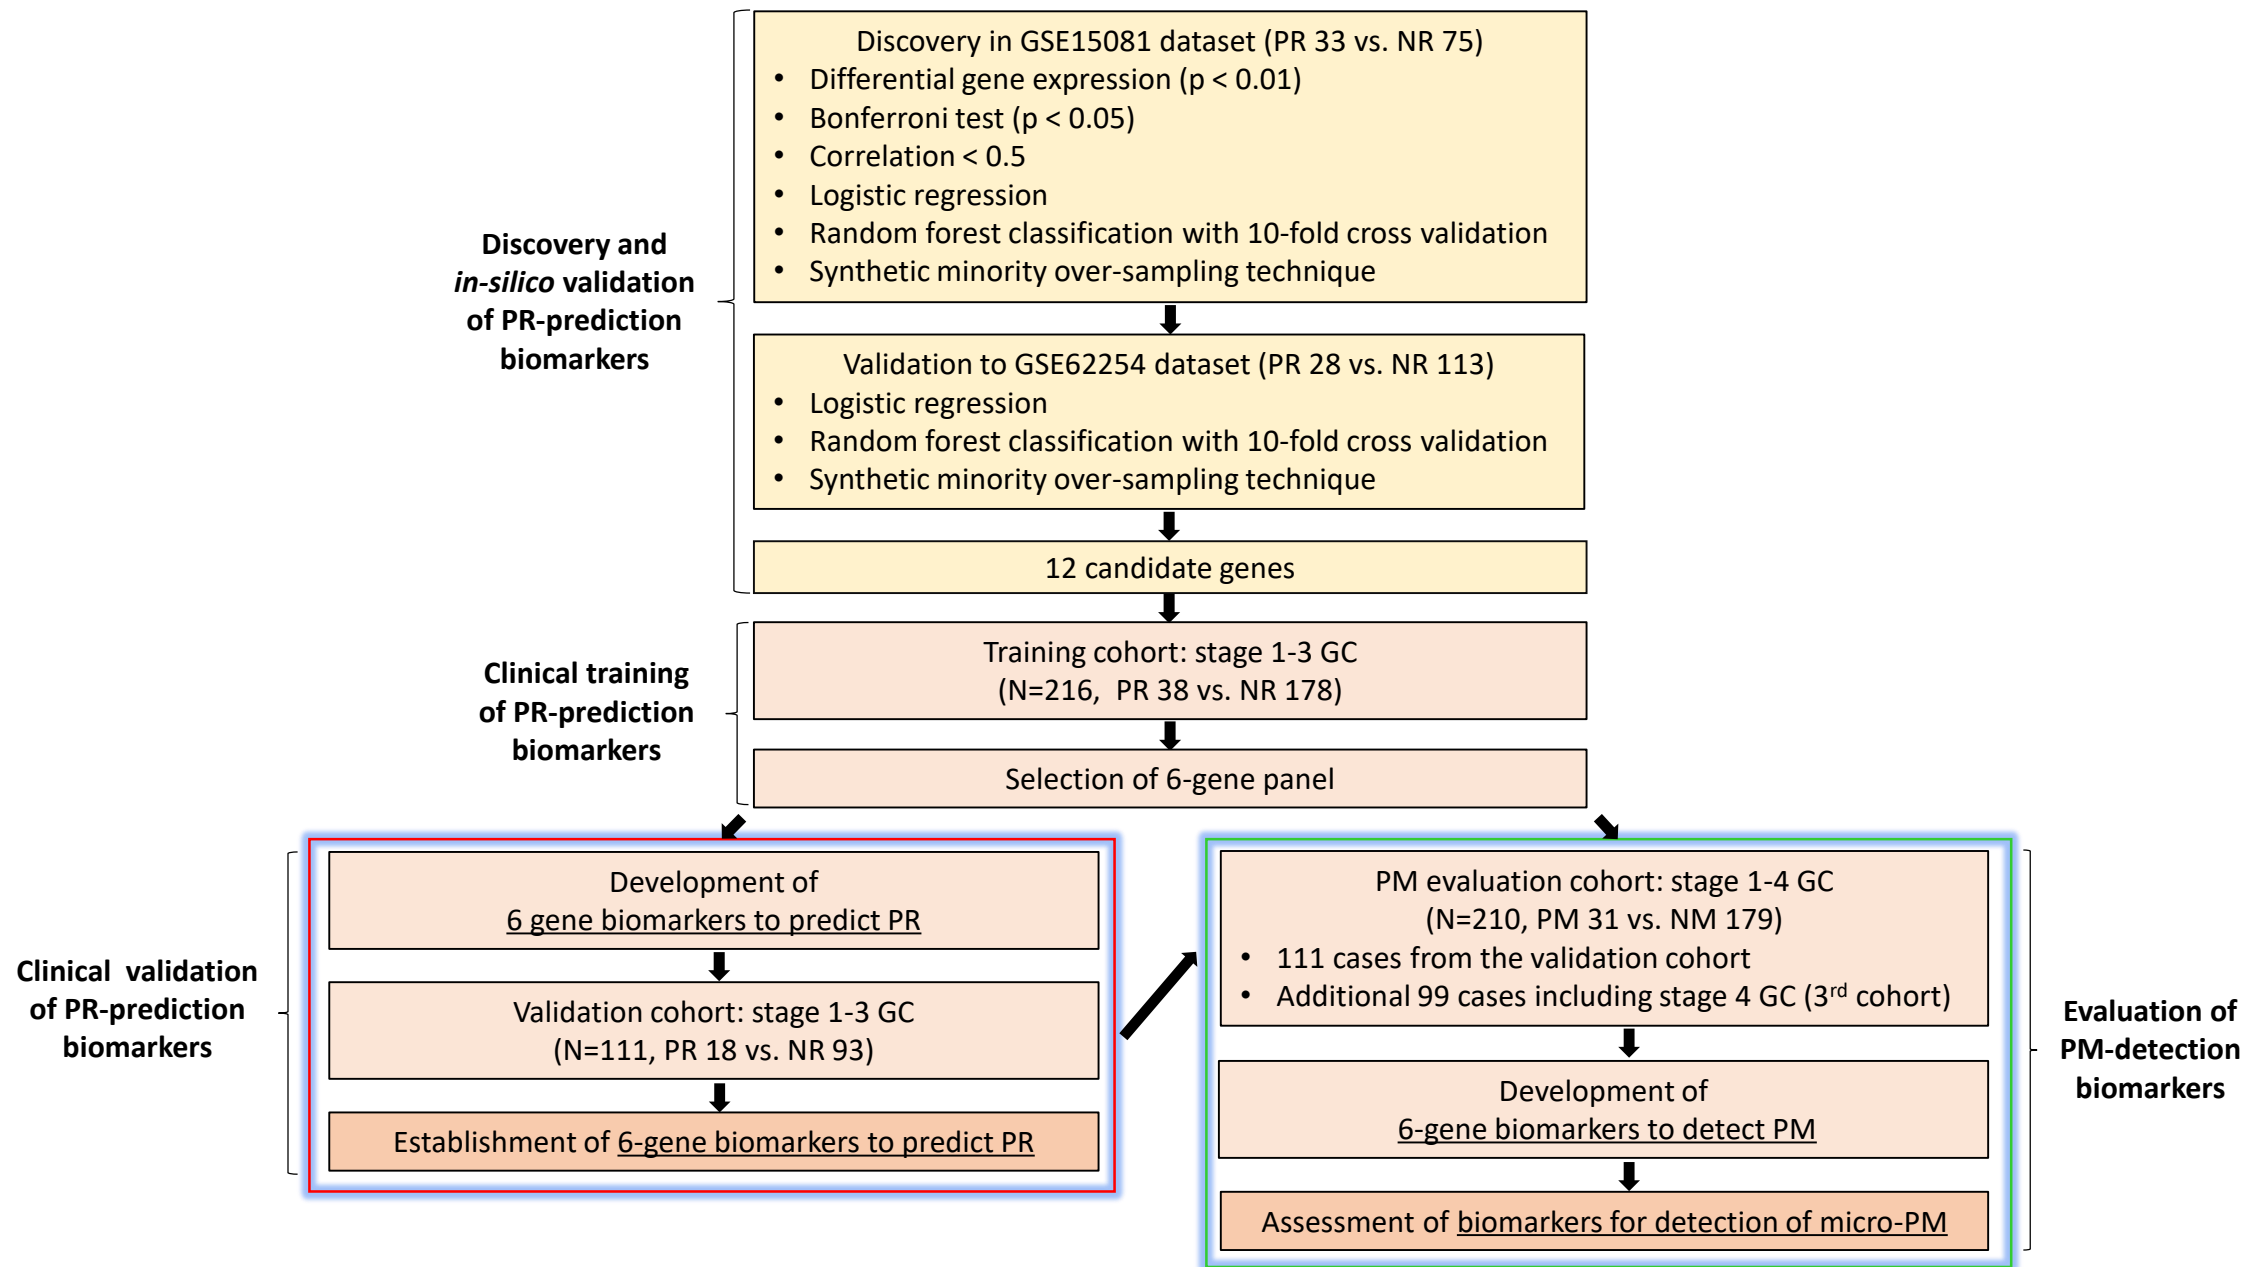 Discovery in GSE15081 dataset (PR 33 vs. NR 75)
• Differential gene expression (p < 0.01)
• Bonferroni test (p < 0.05)
• Correlation < 0.5
• Logistic regression
• Random forest classification with 10-fold cross validation
• Synthetic minority over-sampling technique
Discovery and
in-silico validation
of PR-prediction
biomarkers
Validation to GSE62254 dataset (PR 28 vs. NR 113)
• Logistic regression
• Random forest classification with 10-fold cross validation
• Synthetic minority over-sampling technique
12 candidate genes
Clinical training
of PR-prediction
biomarkers
Training cohort: stage 1-3 GC
(N=216,  PR 38 vs. NR 178)
Selection of 6-gene panel
Clinical  validation
of PR-prediction
biomarkers
Development of
6 gene biomarkers to predict PR
Validation cohort: stage 1-3 GC
(N=111, PR 18 vs. NR 93)
Establishment of 6-gene biomarkers to predict PR
PM evaluation cohort: stage 1-4 GC
(N=210, PM 31 vs. NM 179)
• 111 cases from the validation cohort
• Additional 99 cases including stage 4 GC (3rd cohort)
Development of
6-gene biomarkers to detect PM
Assessment of biomarkers for detection of micro-PM
Evaluation of
PM-detection
biomarkers